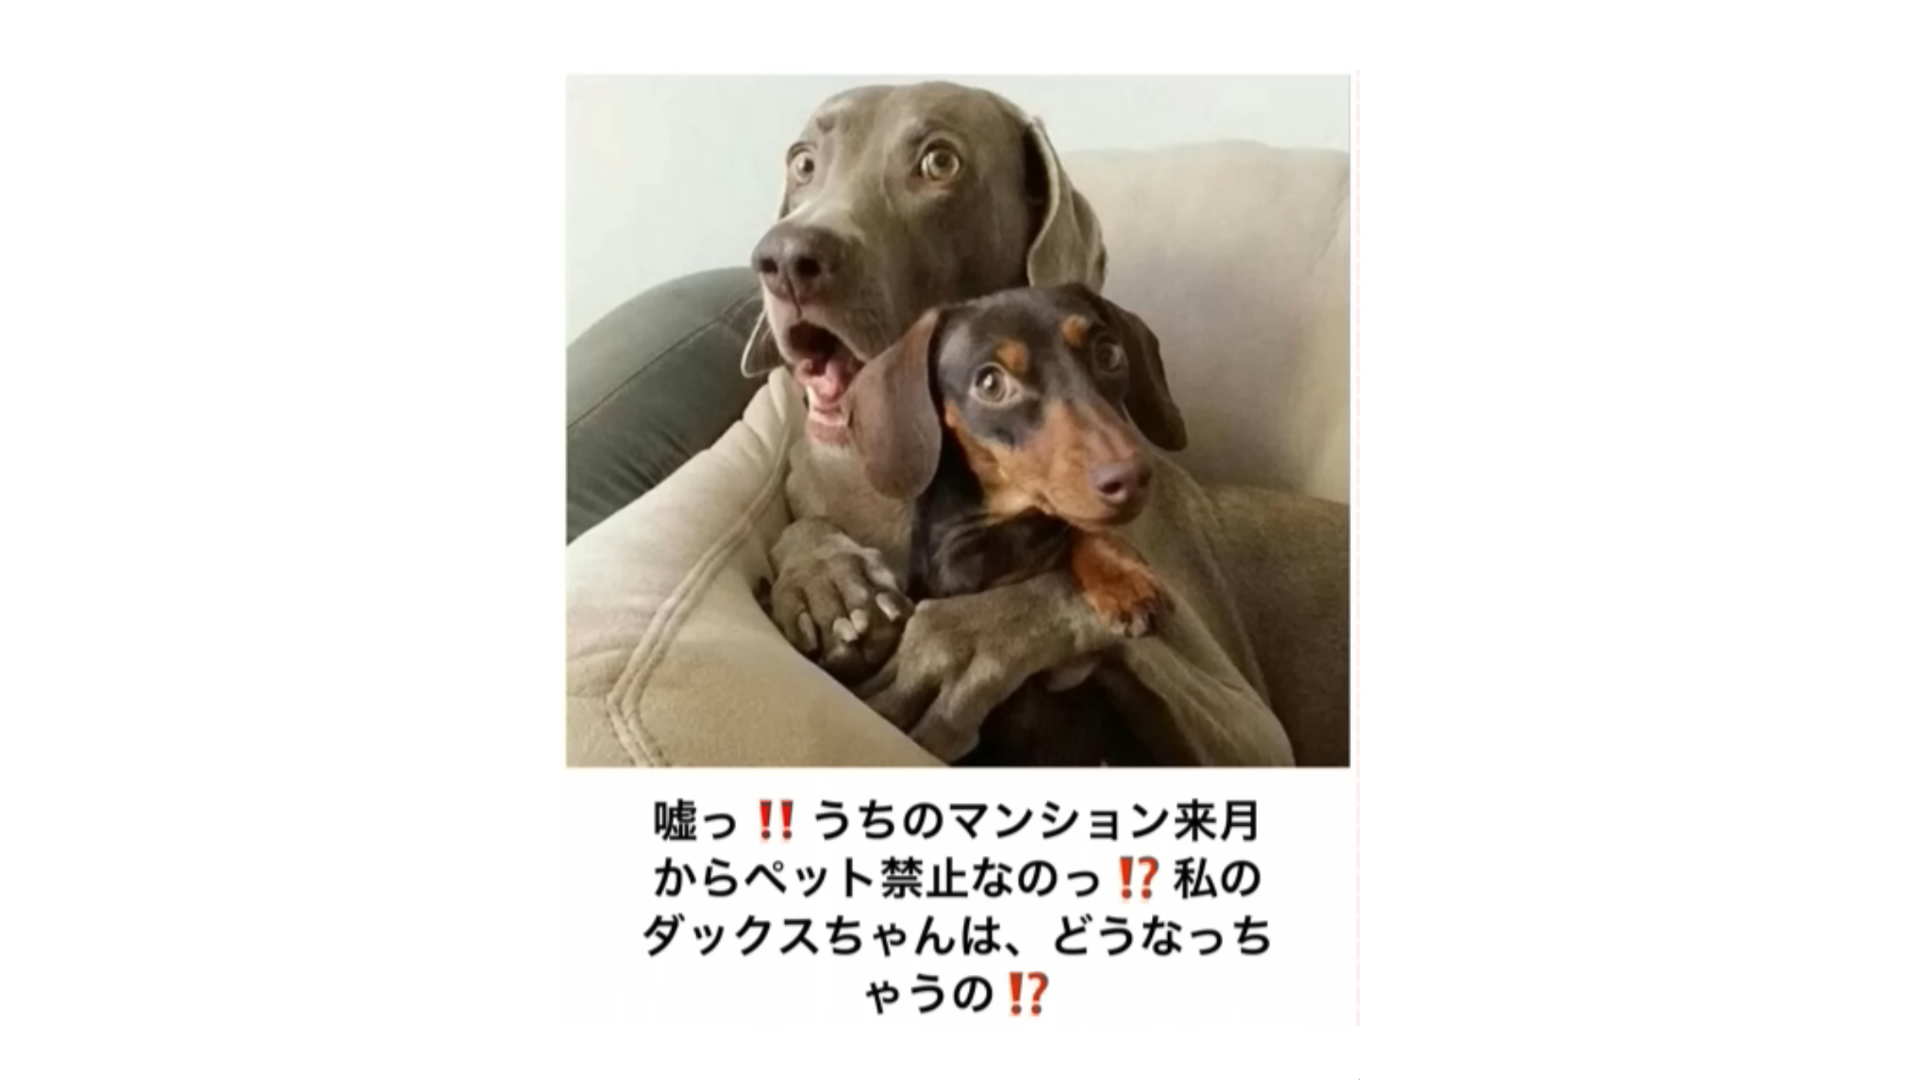 嘘っ‼️うちのマンション来月
からペット禁止なのっ⁉️私の
ダックスちゃんは、どうなっち
ゃうの⁉️